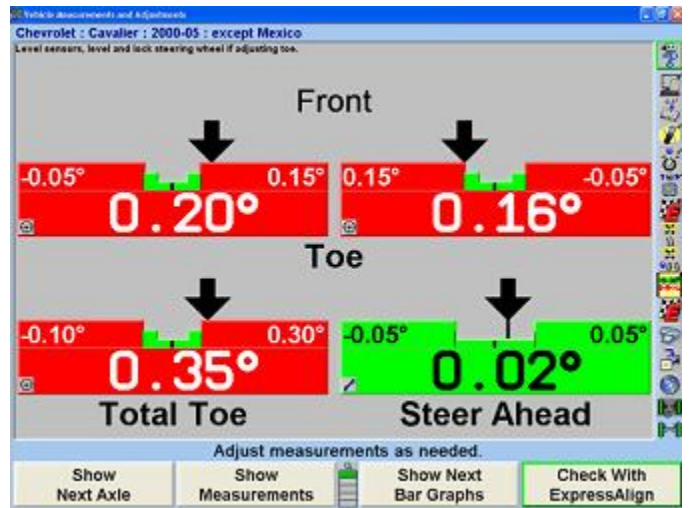 Vehicle Measurements and Adjustments
Chevrolet : Cavalier : 2000-05 : except Mexico
Level sensors, level and lock steering wheel if adjusting toe.
Front
-0.05° 0.15° 0.15° -0.05°
0.20° 0.16°
Toe
-0.10° 0.30° -0.05° 0.05°
0.35° 0.02°
Total Toe Steer Ahead
Adjust measurements as needed.
Show Show Show Next Check With
Next Axle Measurements Bar Graphs ExpressAlign